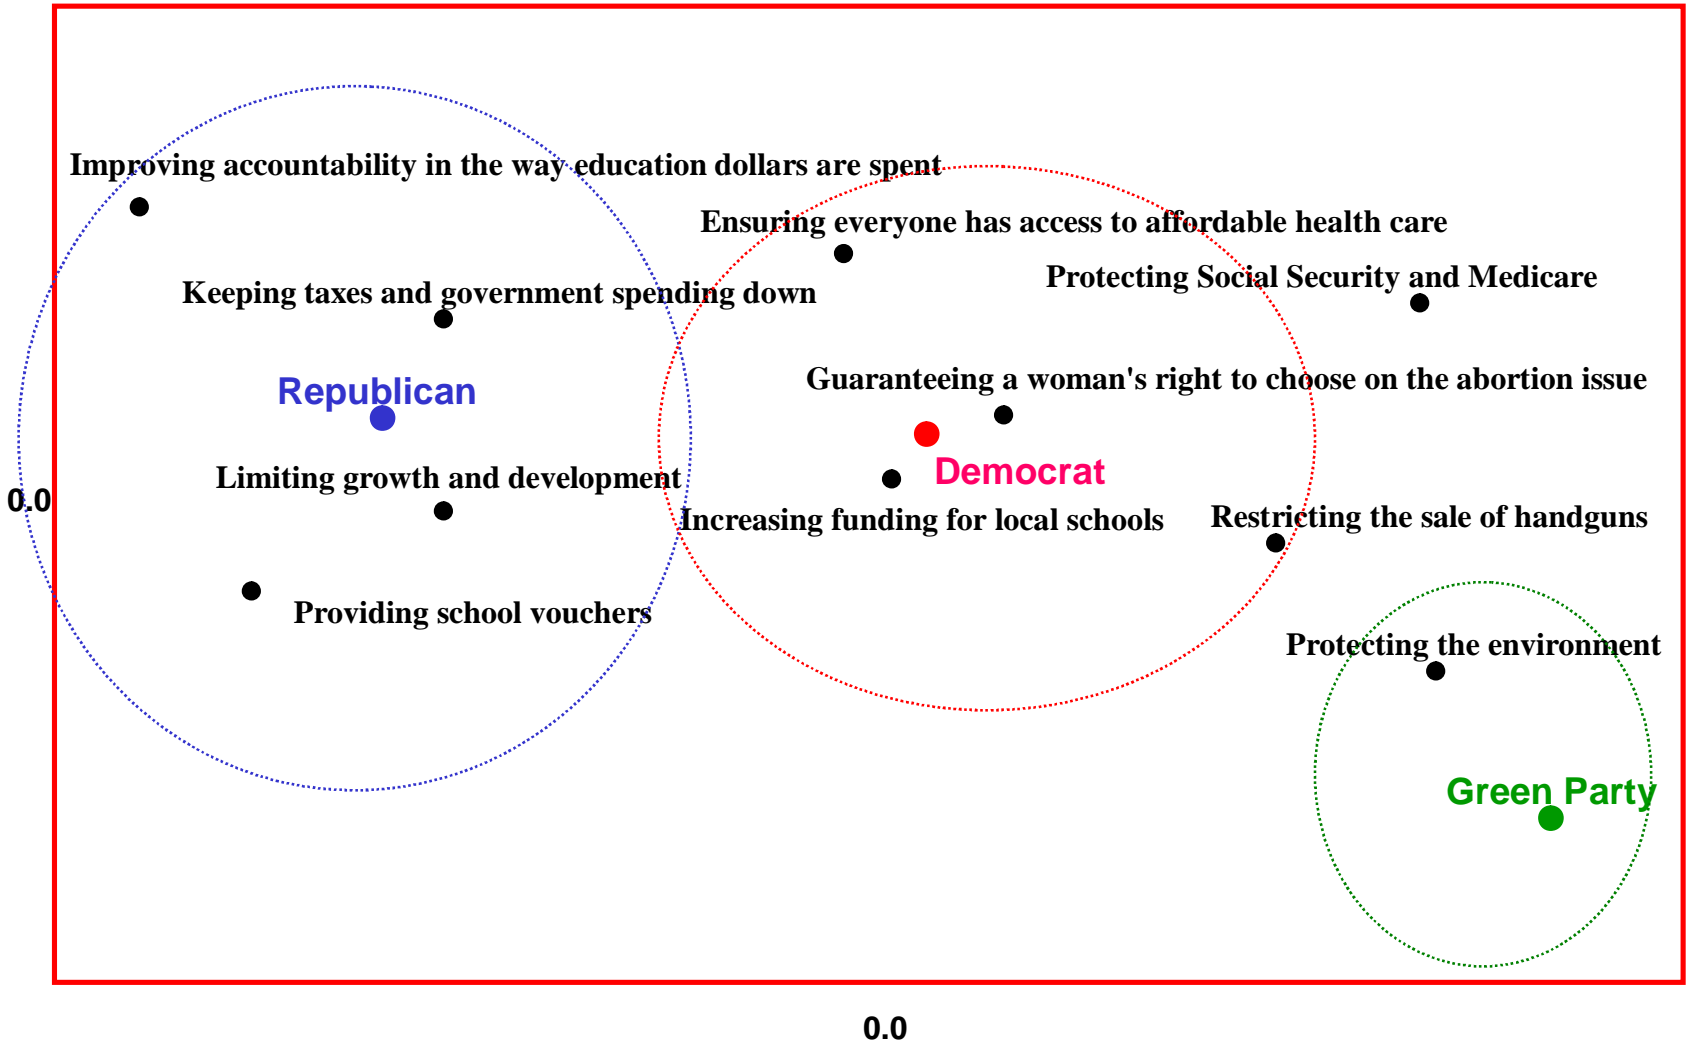 Improving accountability in the way education dollars are spent
Ensuring everyone has access to affordable health care
Protecting Social Security and Medicare
Keeping taxes and government spending down
Guaranteeing a woman's right to choose on the abortion issue
Republican
Democrat
Limiting growth and development
0.0
Increasing funding for local schools
Restricting the sale of handguns
Providing school vouchers
Protecting the environment
Green Party
0.0